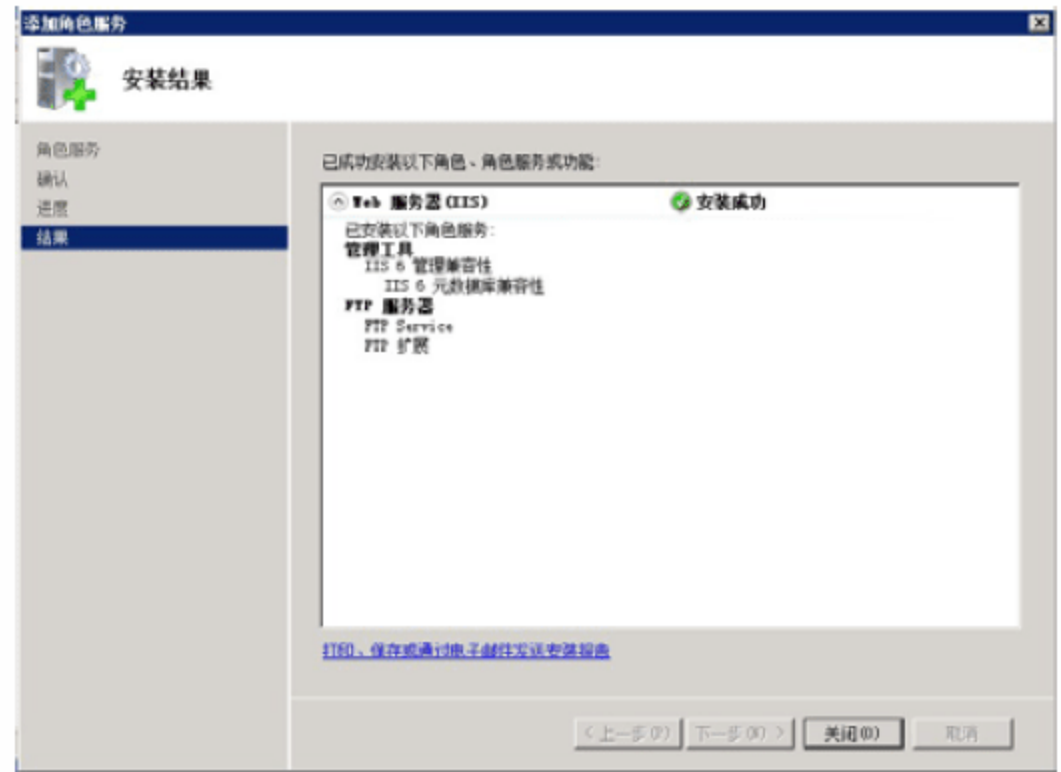 添加角色服务
安装结果
角色服务
确认
进度
结果
已成功安装以下角色、角色服务或功能:
Web 服务器(IIS)
安装成功
已安装以下角色服务:
管理工具
IIS 6 管理兼容性
IIS 6 元数据库兼容性
FTP 服务器
FTP Service
FTP 扩展
打印、保存或通过电子邮件发送安装报告
< 上一步(P)
下一步(N) >
关闭(O)
取消